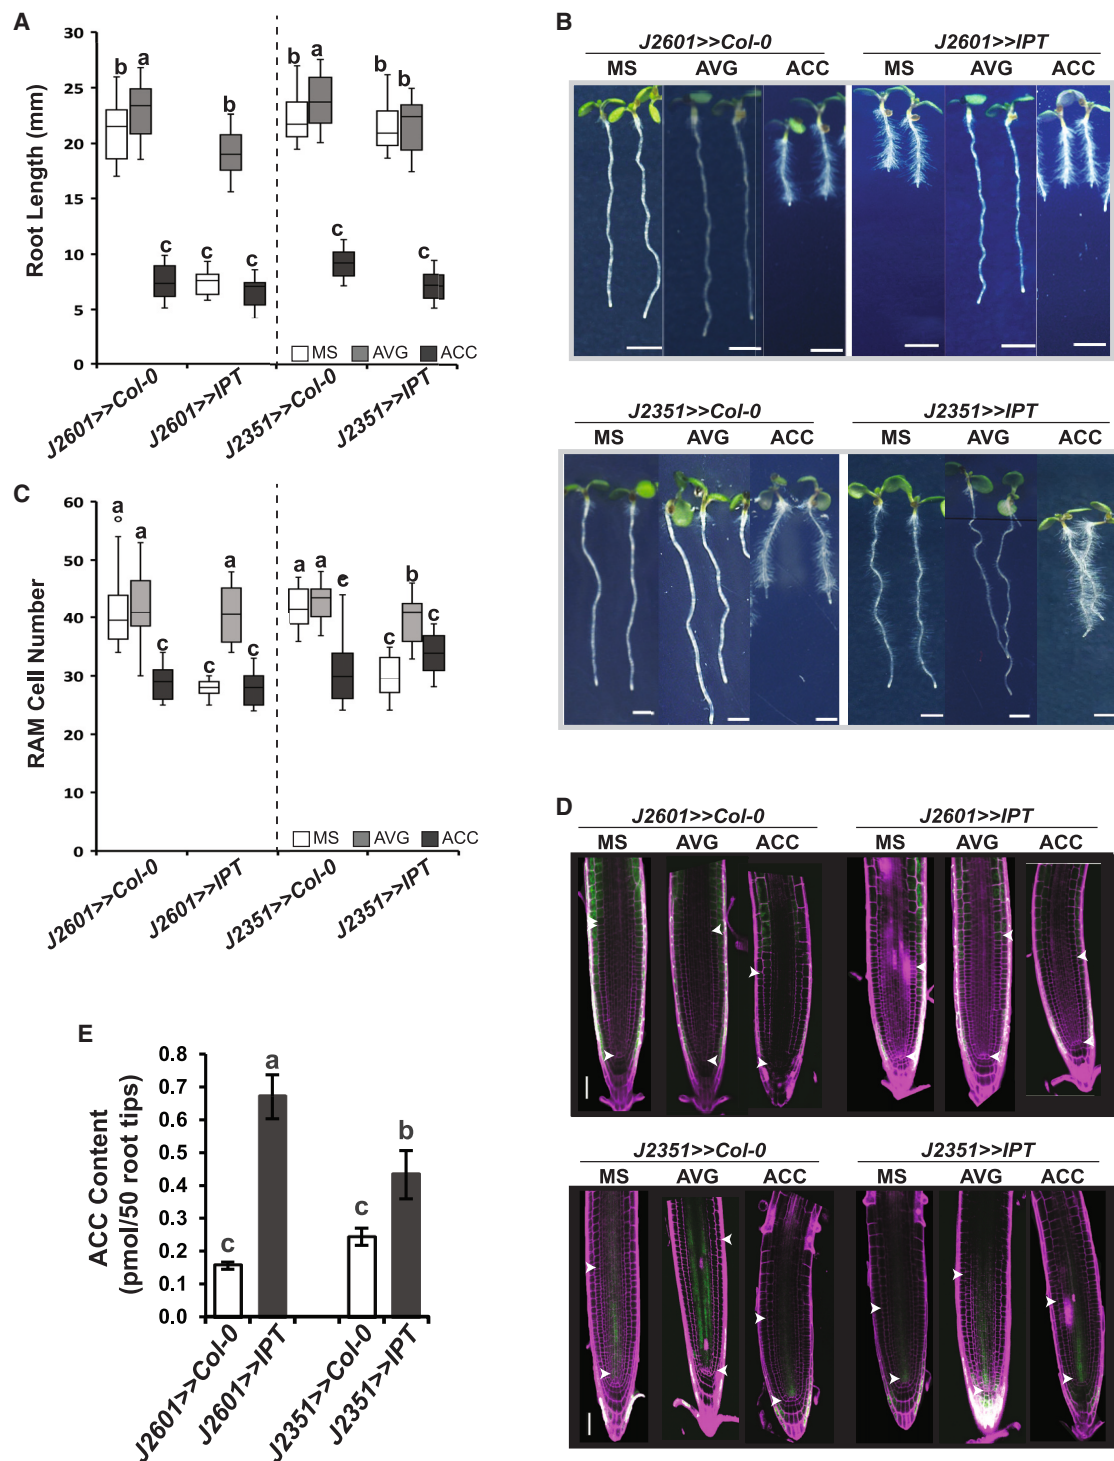 A
30
25
20
15
10
5
0
Root Length (mm)
b a b c c c b a c b b c
MS AVG ACC
J2601>>Col-0
J2601>>IPT
J2351>>Col-0
J2351>>IPT
B
J2601>>Col-0 J2601>>IPT
MS AVG ACC MS AVG ACC
J2351>>Col-0 J2351>>IPT
MS AVG ACC MS AVG ACC
C
60
50
40
30
20
10
0
RAM Cell Number
a a c c a c a a c c b c
MS AVG ACC
J2601>>Col-0
J2601>>IPT
J2351>>Col-0
J2351>>IPT
D
J2601>>Col-0 J2601>>IPT
MS AVG ACC MS AVG ACC
J2351>>Col-0 J2351>>IPT
MS AVG ACC MS AVG ACC
E
0.8
0.7
0.6
0.5
0.4
0.3
0.2
0.1
0.0
ACC Content
(pmol/50 root tips)
c a c b
J2601>>Col-0
J2601>>IPT
J2351>>Col-0
J2351>>IPT